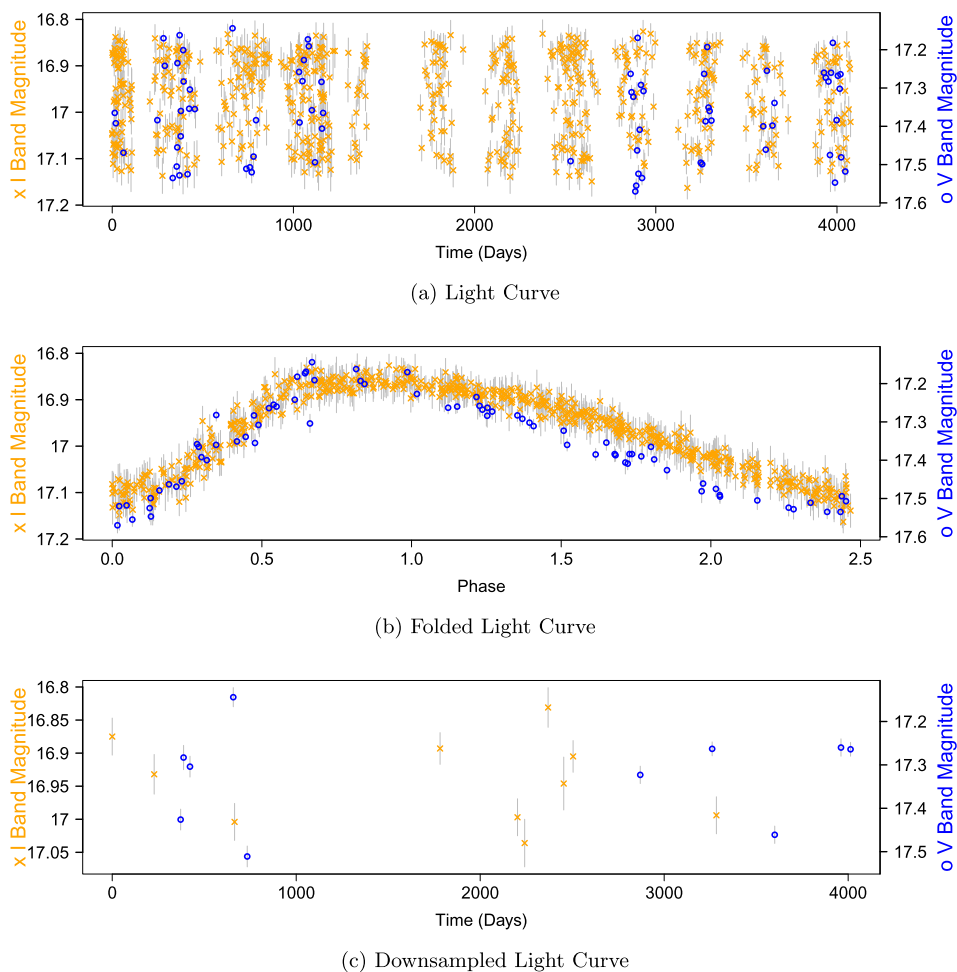 16.8
16.9
17
17.1
17.2
x I Band Magnitude
17.2
17.3
17.4
17.5
17.6
o V Band Magnitude
0 1000 2000 3000 4000
Time (Days)
(a) Light Curve
16.8
16.9
17
17.1
17.2
x I Band Magnitude
17.2
17.3
17.4
17.5
17.6
o V Band Magnitude
0.0 0.5 1.0 1.5 2.0 2.5
Phase
(b) Folded Light Curve
16.8
16.85
16.9
16.95
17
17.05
x I Band Magnitude
17.2
17.3
17.4
17.5
o V Band Magnitude
0 1000 2000 3000 4000
Time (Days)
(c) Downsampled Light Curve